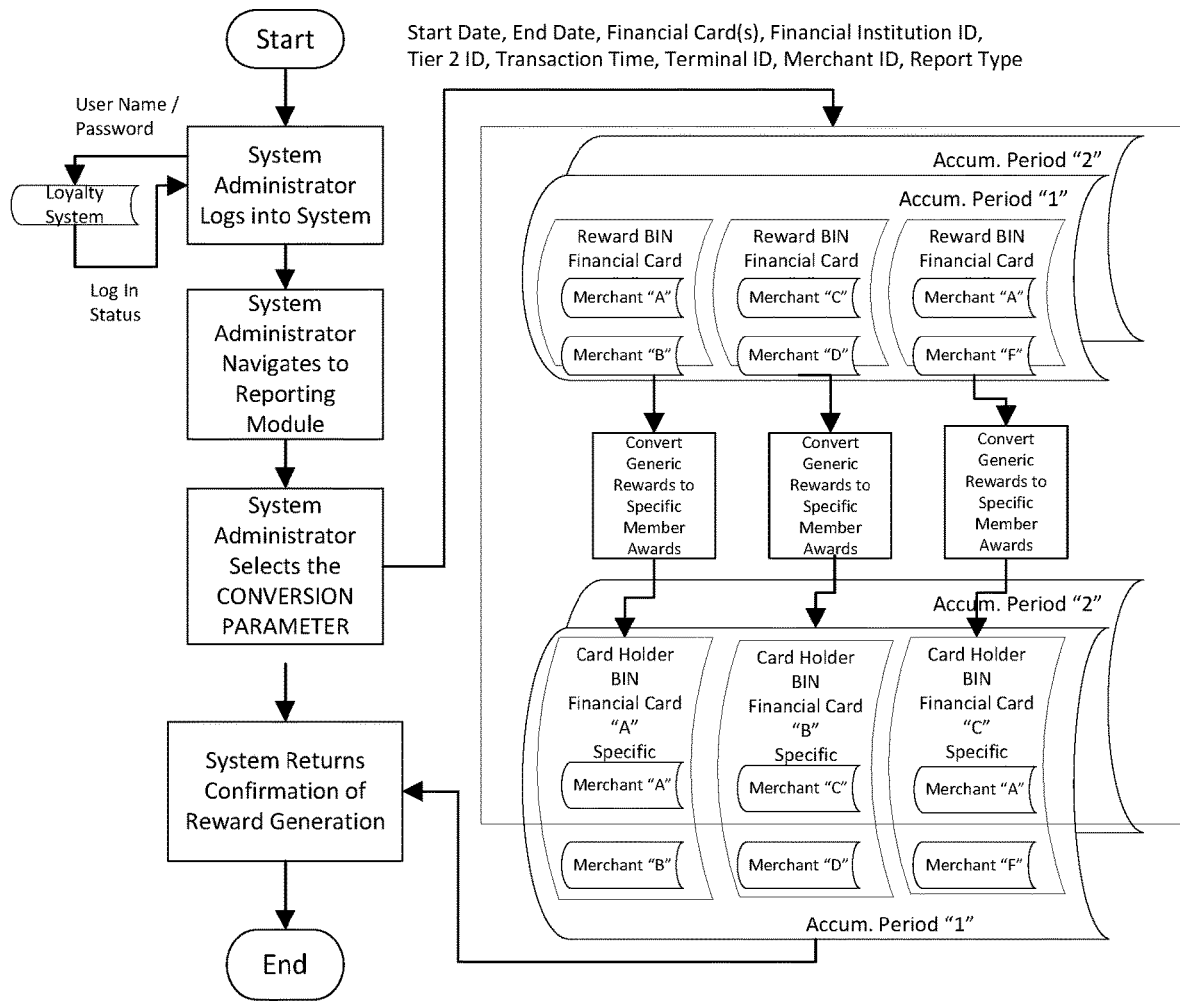 Start
Start Date, End Date, Financial Card(s), Financial Institution ID,
Tier 2 ID, Transaction Time, Terminal ID, Merchant ID, Report Type
User Name /
Password
System
Administrator
Logs into System
Loyalty
System
Log In
Status
System
Administrator
Navigates to
Reporting
Module
System
Administrator
Selects the
CONVERSION
PARAMETER
System Returns
Confirmation of
Reward Generation
End
Accum. Period “2”
Accum. Period “1”
Reward BIN
Financial Card
Merchant “A”
Merchant “B”
Reward BIN
Financial Card
Merchant “C”
Merchant “D”
Reward BIN
Financial Card
Merchant “A”
Merchant “F”
Convert
Generic
Rewards to
Specific
Member
Awards
Convert
Generic
Rewards to
Specific
Member
Awards
Convert
Generic
Rewards to
Specific
Member
Awards
Accum. Period “2”
Card Holder
BIN
Financial Card
“A”
Specific
Merchant “A”
Merchant “B”
Card Holder
BIN
Financial Card
“B”
Specific
Merchant “C”
Merchant “D”
Card Holder
BIN
Financial Card
“C”
Specific
Merchant “A”
Merchant “F”
Accum. Period “1”